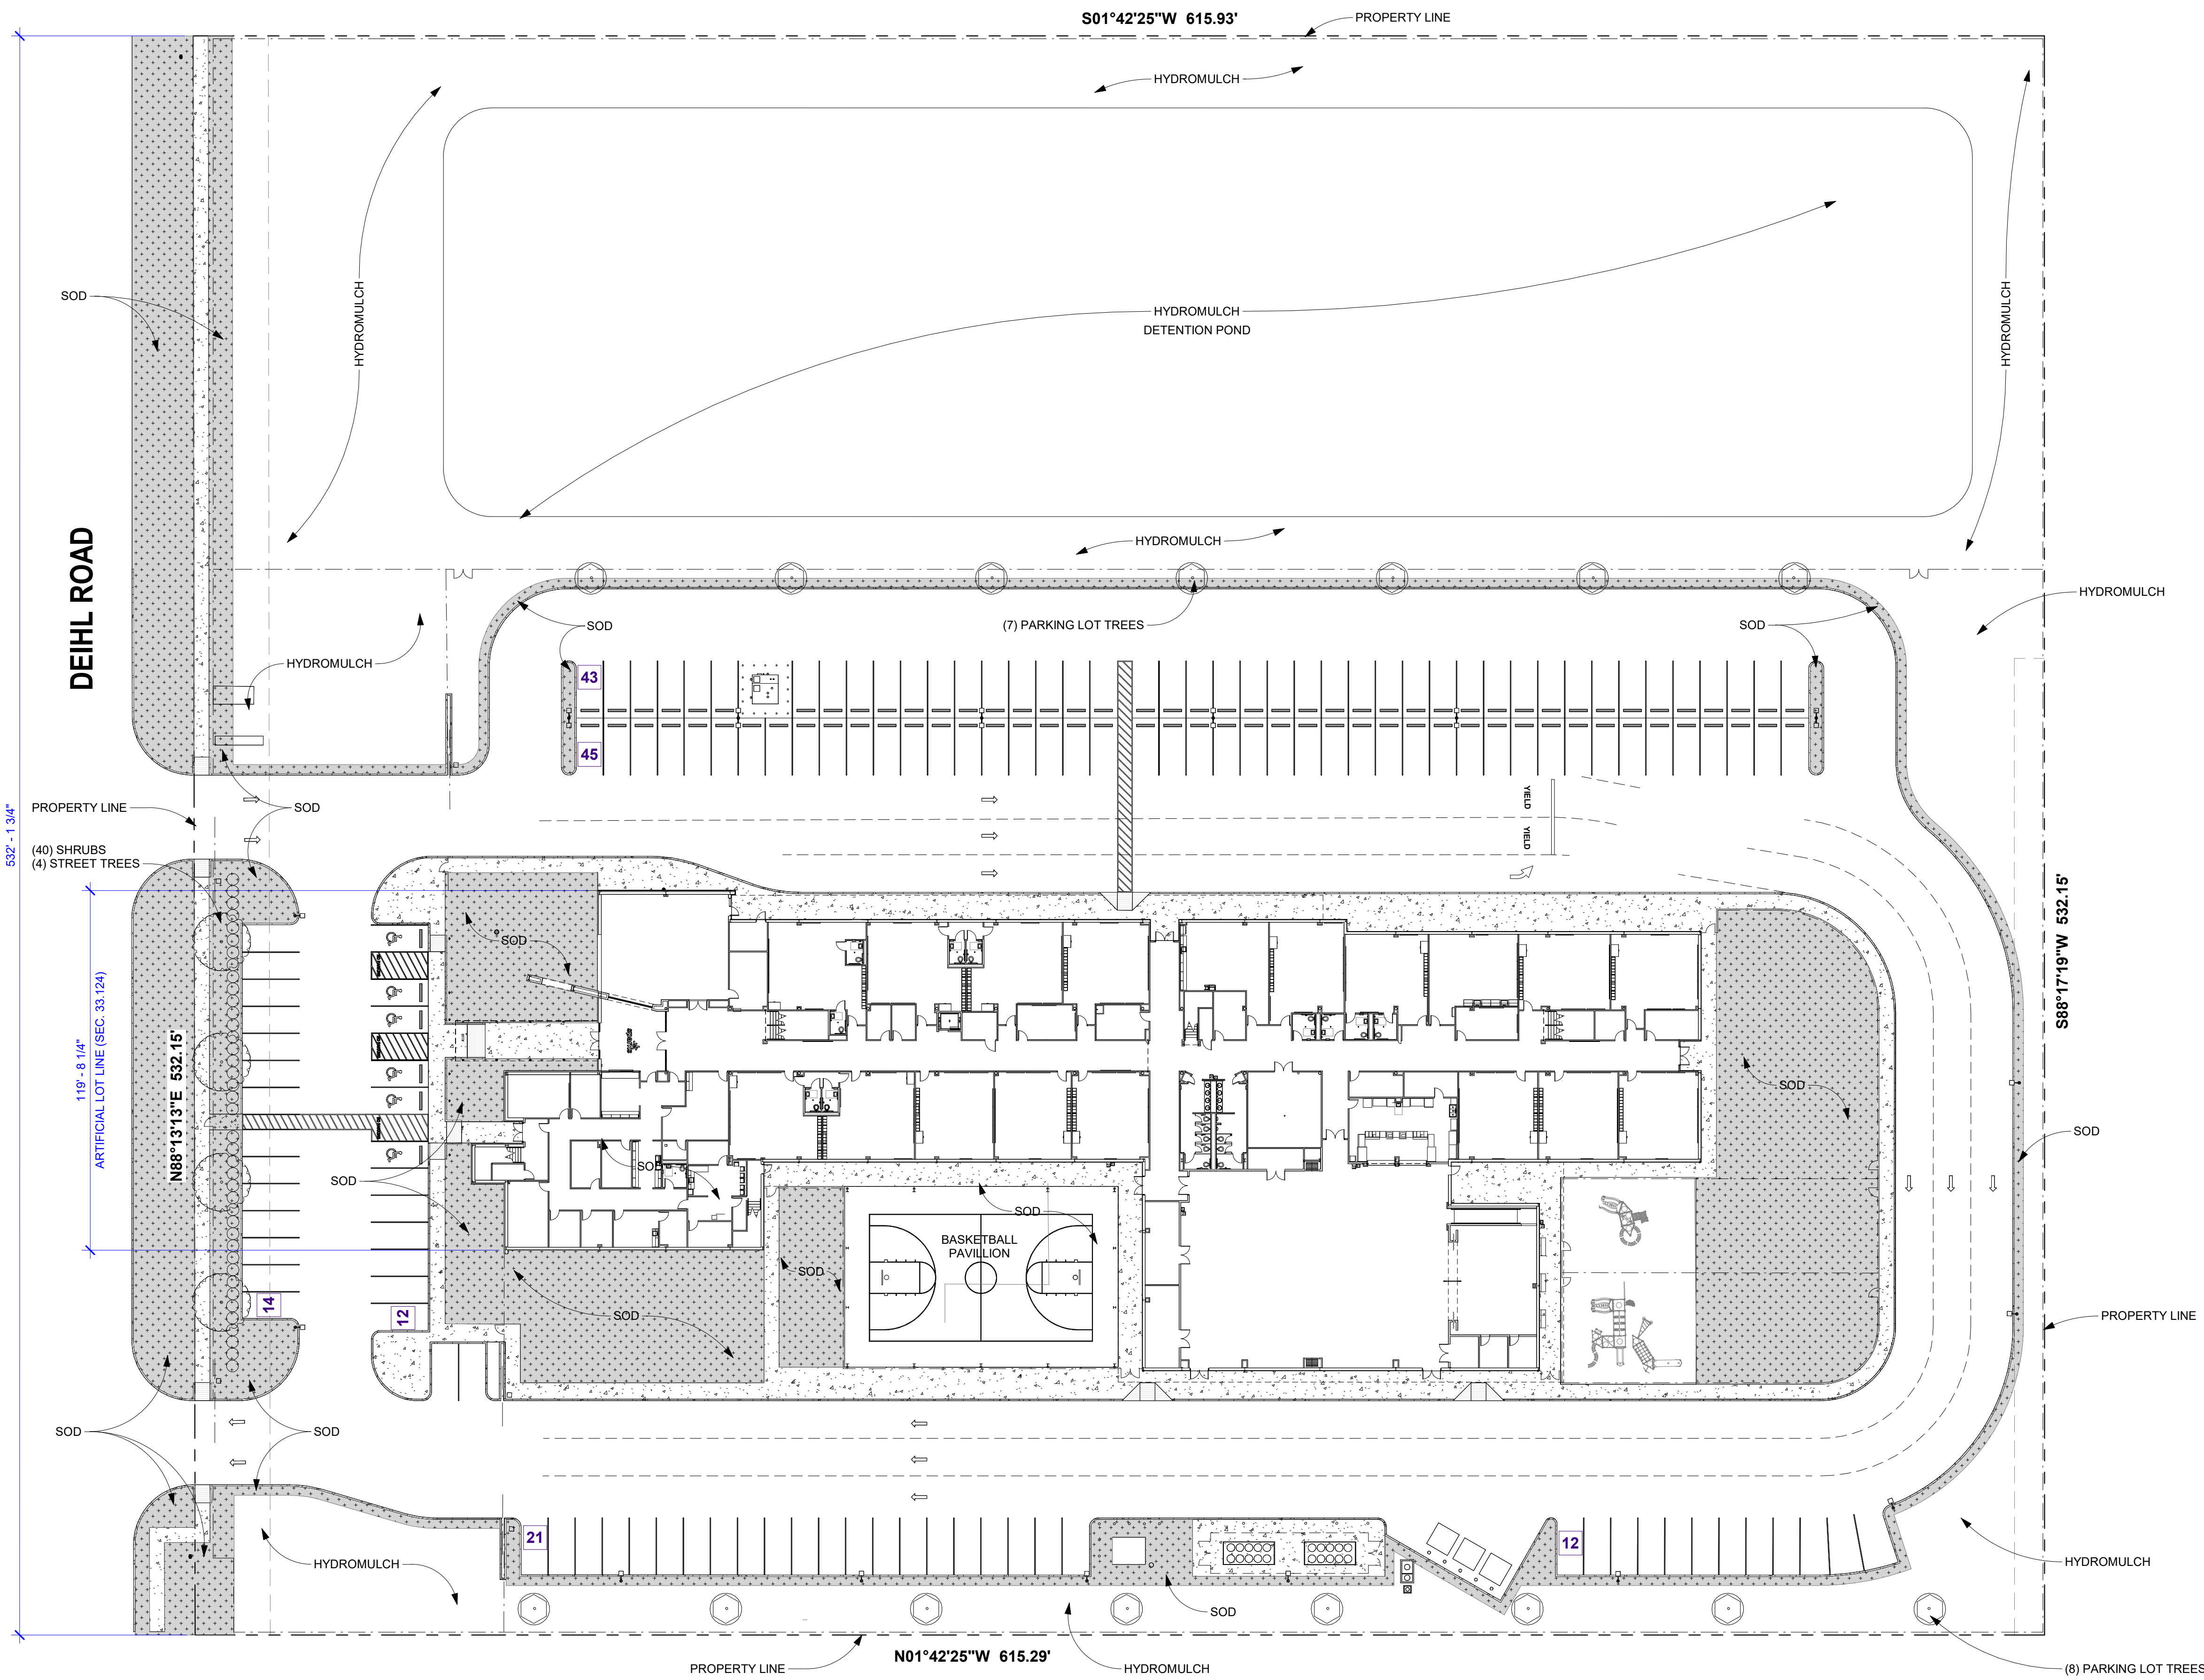 S01°42'25"W 615.93'
PROPERTY LINE
HYDROMULCH
SOD
HYDROMULCH
HYDROMULCH
DETENTION POND
HYDROMULCH
DEIHL ROAD
HYDROMULCH
HYDROMULCH
SOD
(7) PARKING LOT TREES
SOD
HYDROMULCH
43
45
532' - 1 3/4"
PROPERTY LINE
SOD
YIELD
YIELD
(40) SHRUBS
(4) STREET TREES
119' - 8 1/4"
ARTIFICIAL LOT LINE (SEC. 33.124)
N88°13'13"E 532.15'
S88°17'19"W 532.15'
SOD
SOD
SOD
SOD
SOD
SOD
SOD
BASKETBALL
PAVILLION
SOD
14
12
SOD
PROPERTY LINE
SOD
SOD
21
12
HYDROMULCH
HYDROMULCH
SOD
N01°42'25"W 615.29'
PROPERTY LINE
HYDROMULCH
(8) PARKING LOT TREES